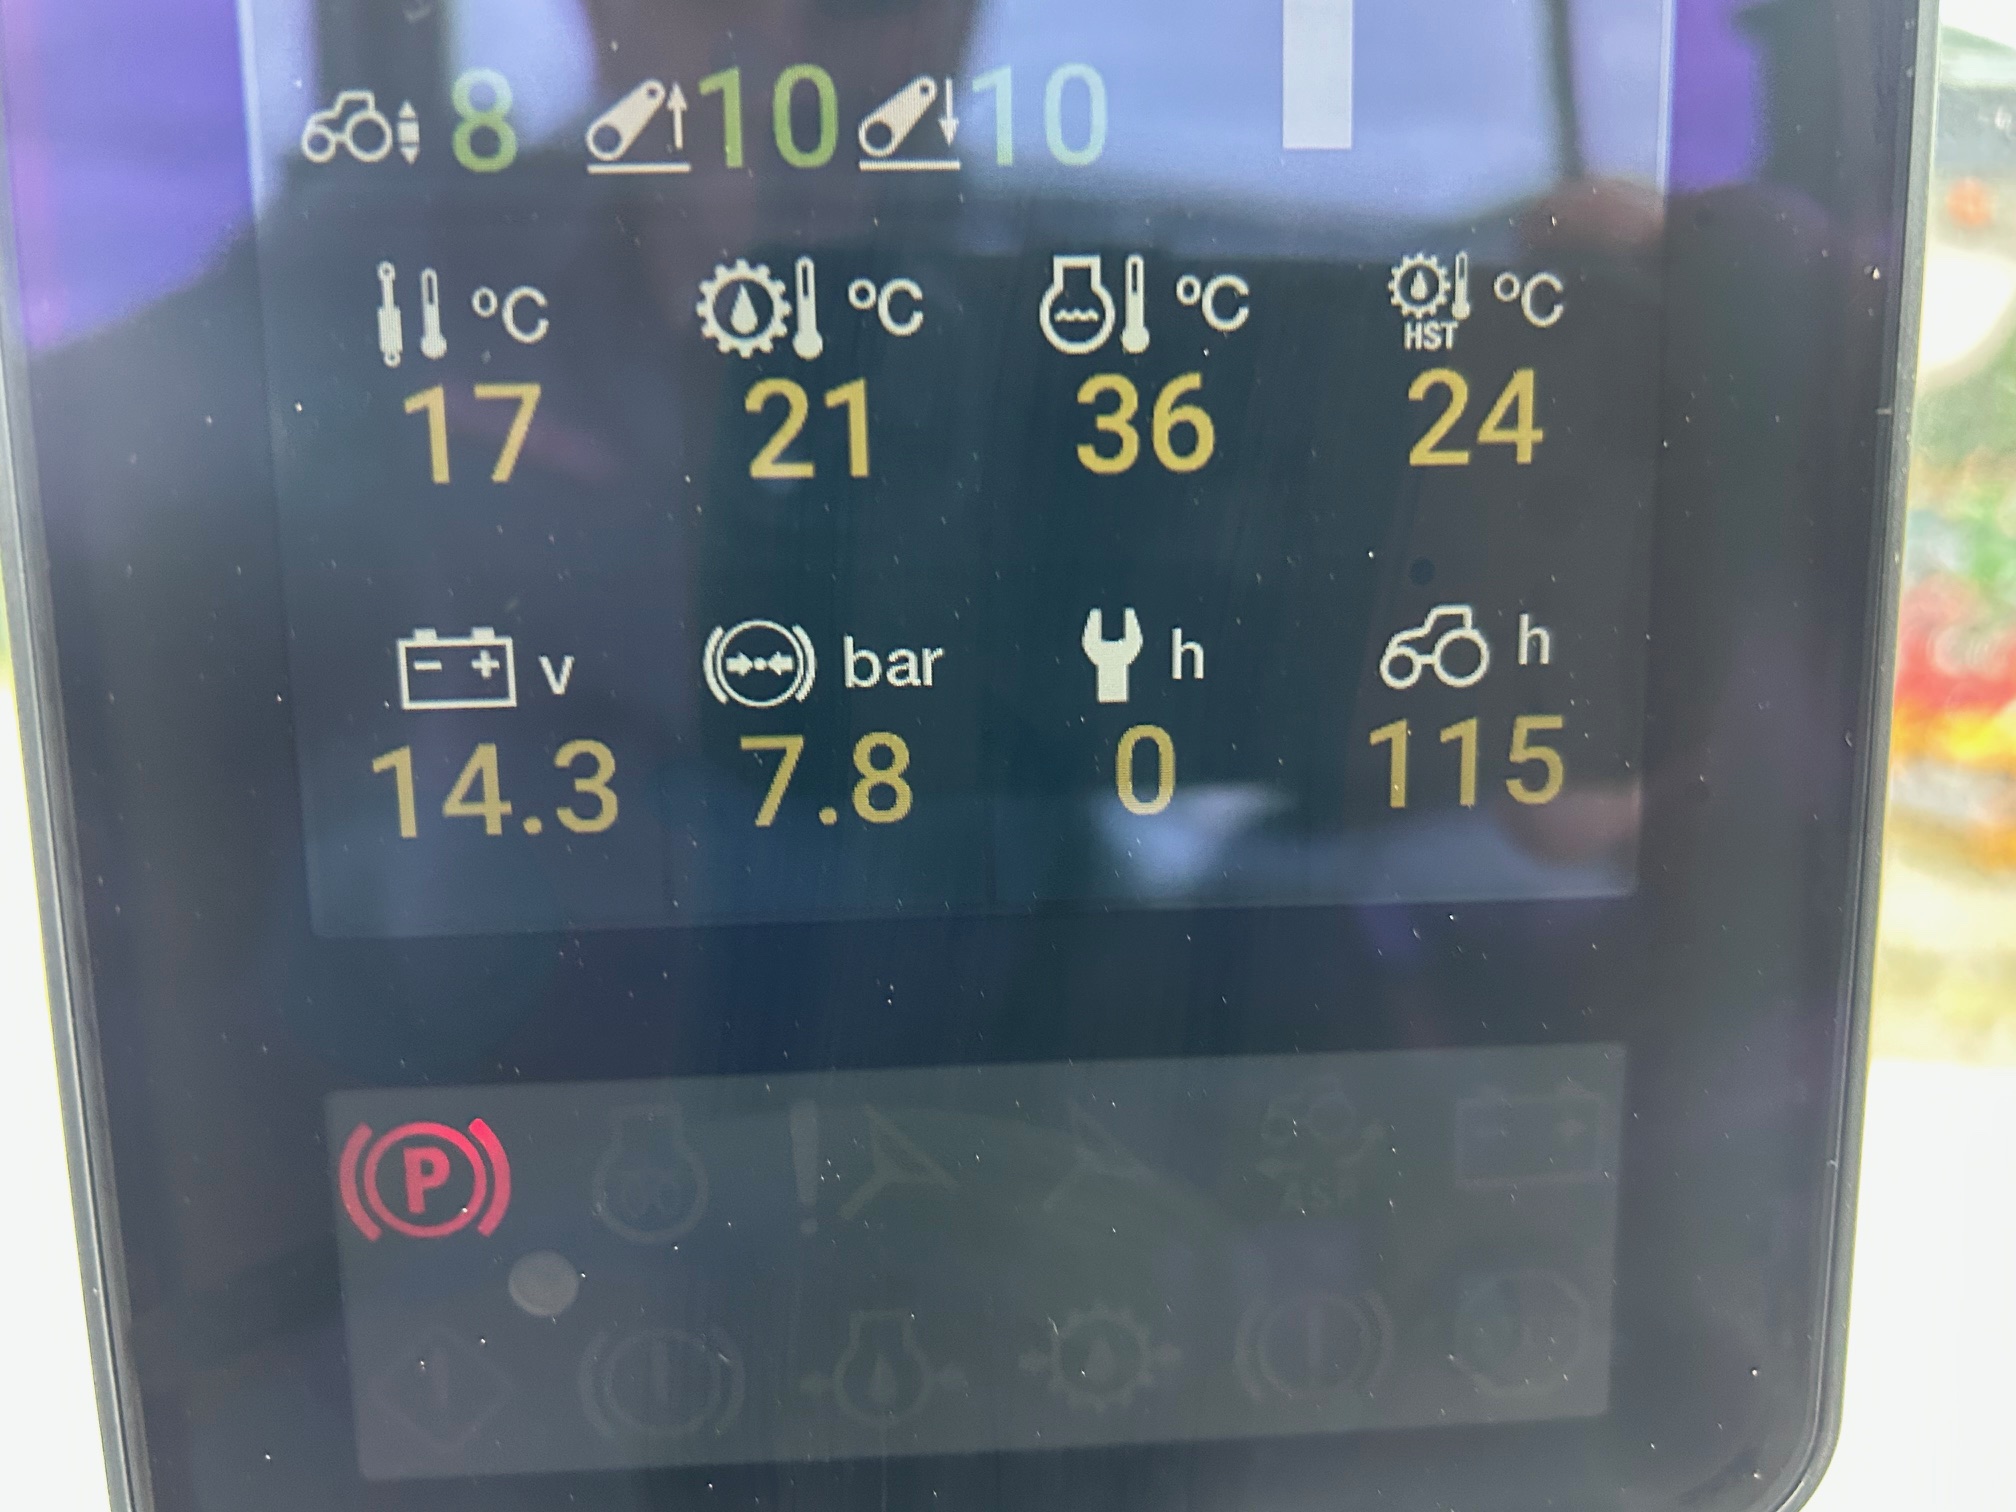 8 10 10
°C °C °C HST °C
17 21 36 24
v bar h h
14.3 7.8 0 115
P